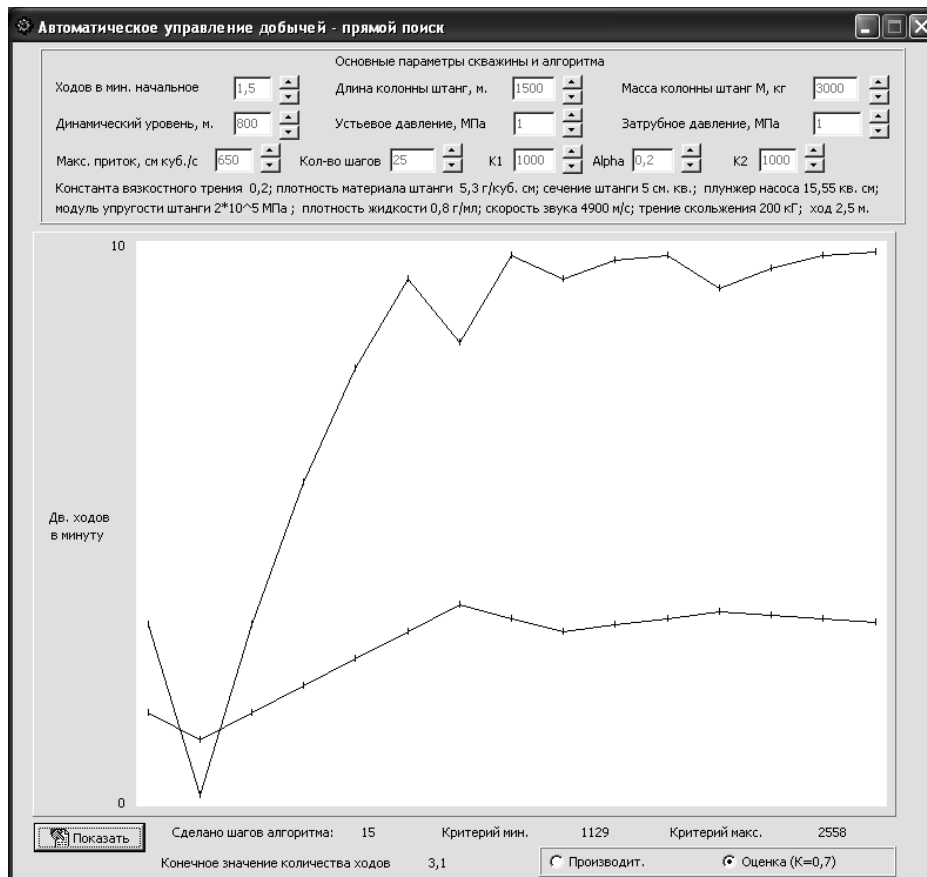 Автоматическое управление добычей - прямой поиск
Основные параметры скважины и алгоритма
Ходов в мин. начальное 1,5 Длина колонны штанг, м. 1500 Масса колонны штанг М, кг 3000
Динамический уровень, м. 800 Устьевое давление, МПа 1 Затрубное давление, МПа 1
Макс. приток, см куб./с 650 Кол-во шагов 25 К1 1000 Alpha 0,2 К2 1000
Константа вязкостного трения 0,2; плотность материала штанги 5,3 г/куб. см; сечение штанги 5 см. кв.; плунжер насоса 15,55 кв. см;
модуль упругости штанги 2*10^5 МПа ; плотность жидкости 0,8 г/мл; скорость звука 4900 м/с; трение скольжения 200 кГ; ход 2,5 м.
10
Дв. ходов
в минуту
0
Показать Сделано шагов алгоритма: 15 Критерий мин. 1129 Критерий макс. 2558
Конечное значение количества ходов 3,1 Производит. Оценка (К=0,7)